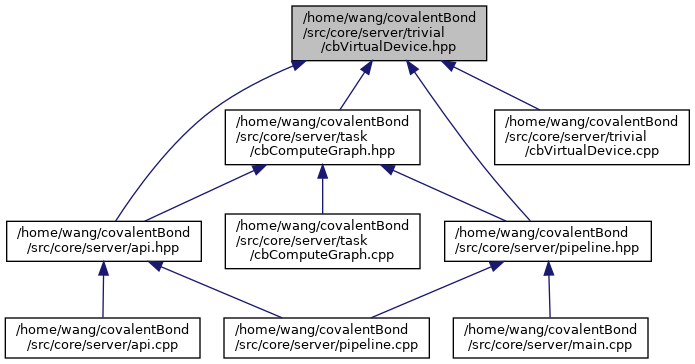 /home/wang/covalentBond
/src/core/server/trivial
/cbVirtualDevice.hpp
/home/wang/covalentBond
/src/core/server/task
/cbComputeGraph.hpp
/home/wang/covalentBond
/src/core/server/trivial
/cbVirtualDevice.cpp
/home/wang/covalentBond
/src/core/server/api.hpp
/home/wang/covalentBond
/src/core/server/task
/cbComputeGraph.cpp
/home/wang/covalentBond
/src/core/server/pipeline.hpp
/home/wang/covalentBond
/src/core/server/api.cpp
/home/wang/covalentBond
/src/core/server/pipeline.cpp
/home/wang/covalentBond
/src/core/server/main.cpp